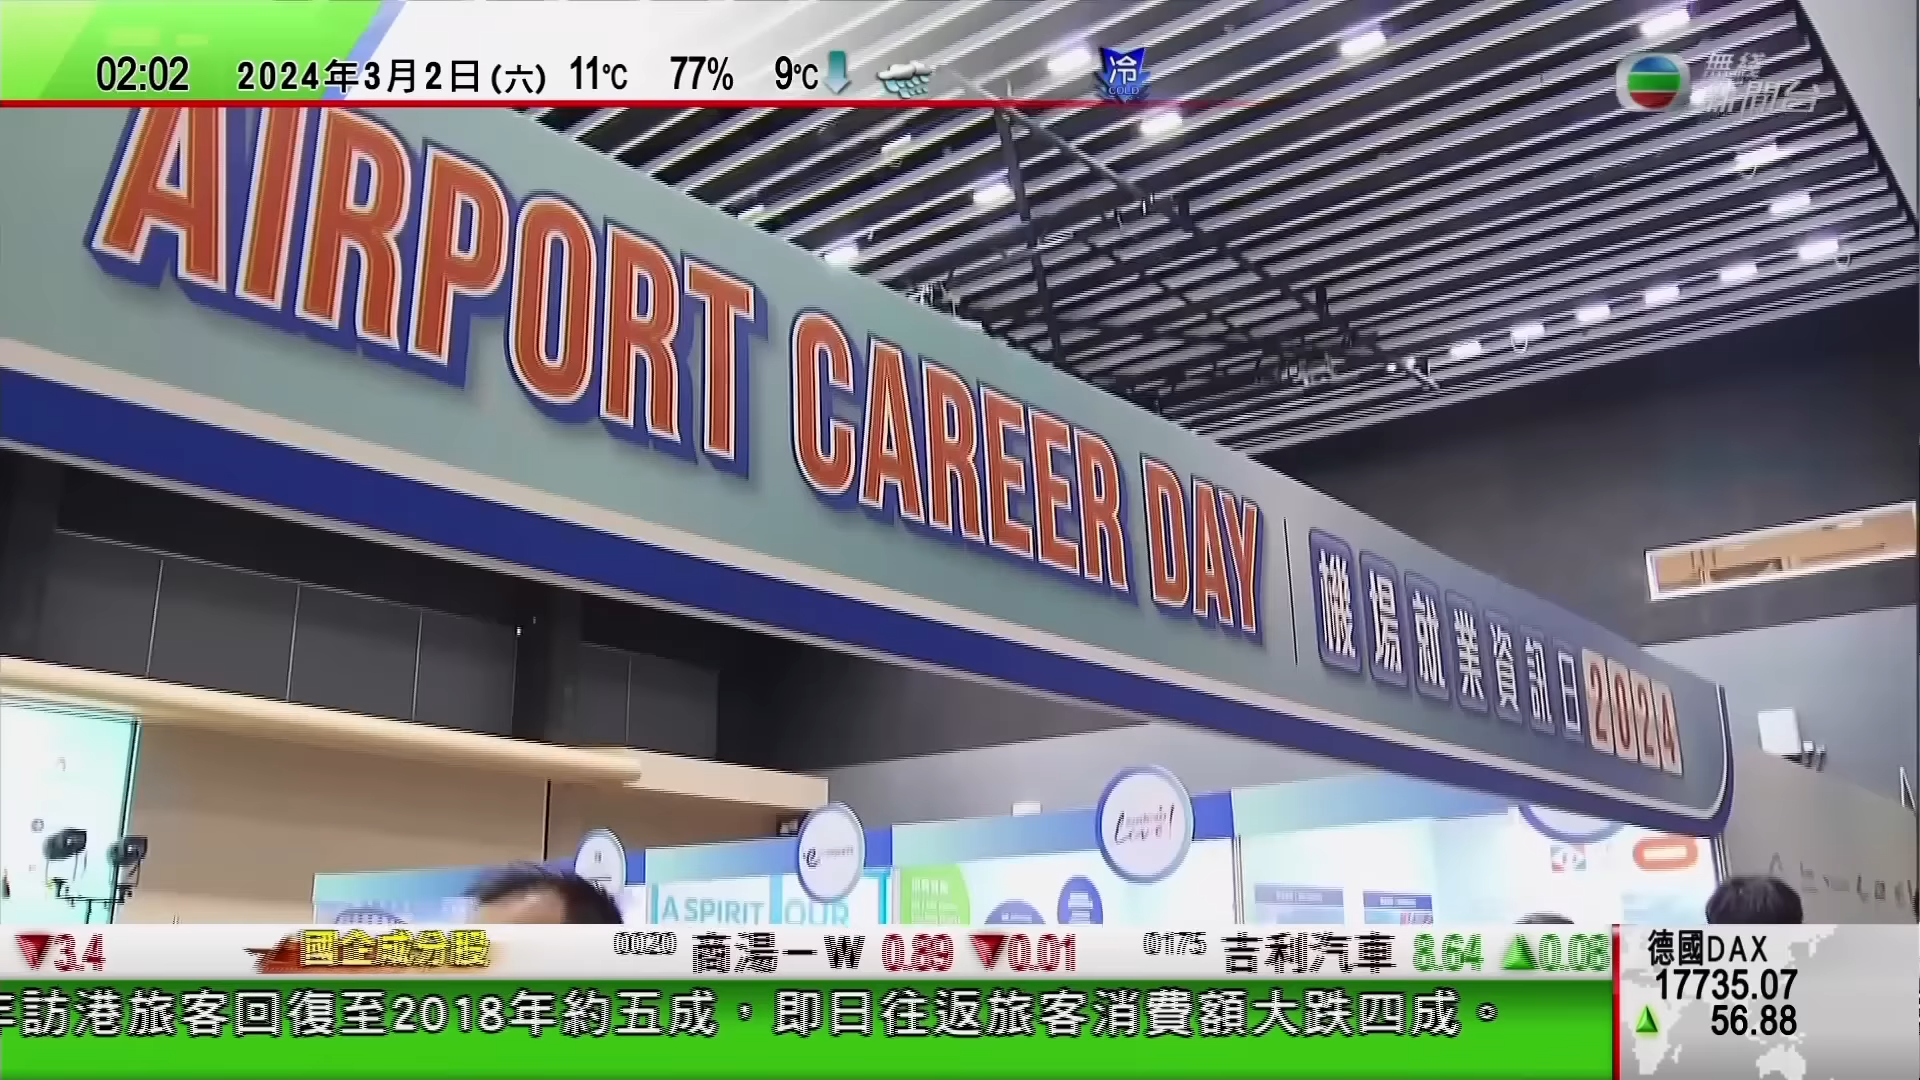 02:02 2024年3月2日(六) 11℃ 77% 9℃
冷
COLD
無綫
新聞台
AIRPORT CAREER DAY | 機場就業資訊日2024
A SPIRIT OUR
▼3.4 國企成分股 0020 商湯－W 0.89 ▼0.01 0175 吉利汽車 8.64 ▲0.08
年訪港旅客回復至2018年約五成，即日往返旅客消費額大跌四成。
德國DAX
17735.07
▲ 56.88